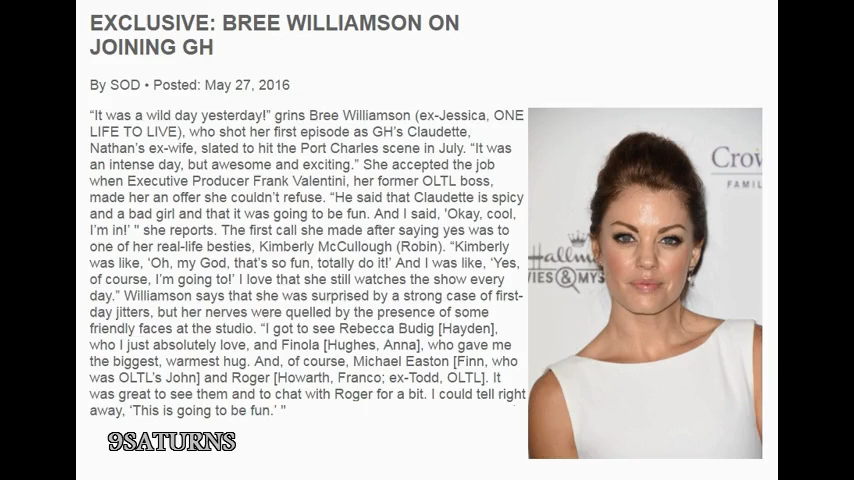 EXCLUSIVE: BREE WILLIAMSON ON
JOINING GH
By SOD • Posted: May 27, 2016
“It was a wild day yesterday!” grins Bree Williamson (ex-Jessica, ONE
LIFE TO LIVE), who shot her first episode as GH’s Claudette,
Nathan’s ex-wife, slated to hit the Port Charles scene in July. “It was
an intense day, but awesome and exciting.” She accepted the job
when Executive Producer Frank Valentini, her former OLTL boss,
made her an offer she couldn’t refuse. “He said that Claudette is spicy
and a bad girl and that it was going to be fun. And I said, 'Okay, cool,
I’m in!’ " she reports. The first call she made after saying yes was to
one of her real-life besties, Kimberly McCullough (Robin). “Kimberly
was like, ‘Oh, my God, that’s so fun, totally do it!’ And I was like, ‘Yes,
of course, I’m going to!’ I love that she still watches the show every
day.” Williamson says that she was surprised by a strong case of first-
day jitters, but her nerves were quelled by the presence of some
friendly faces at the studio. “I got to see Rebecca Budig [Hayden],
who I just absolutely love, and Finola [Hughes, Anna], who gave me
the biggest, warmest hug. And, of course, Michael Easton [Finn, who
was OLTL’s John] and Roger [Howarth, Franco; ex-Todd, OLTL]. It
was great to see them and to chat with Roger for a bit. I could tell right
away, ‘This is going to be fun.’ "
Crow
FAMIL
Hallm
VIES & MYS
9SATURNS